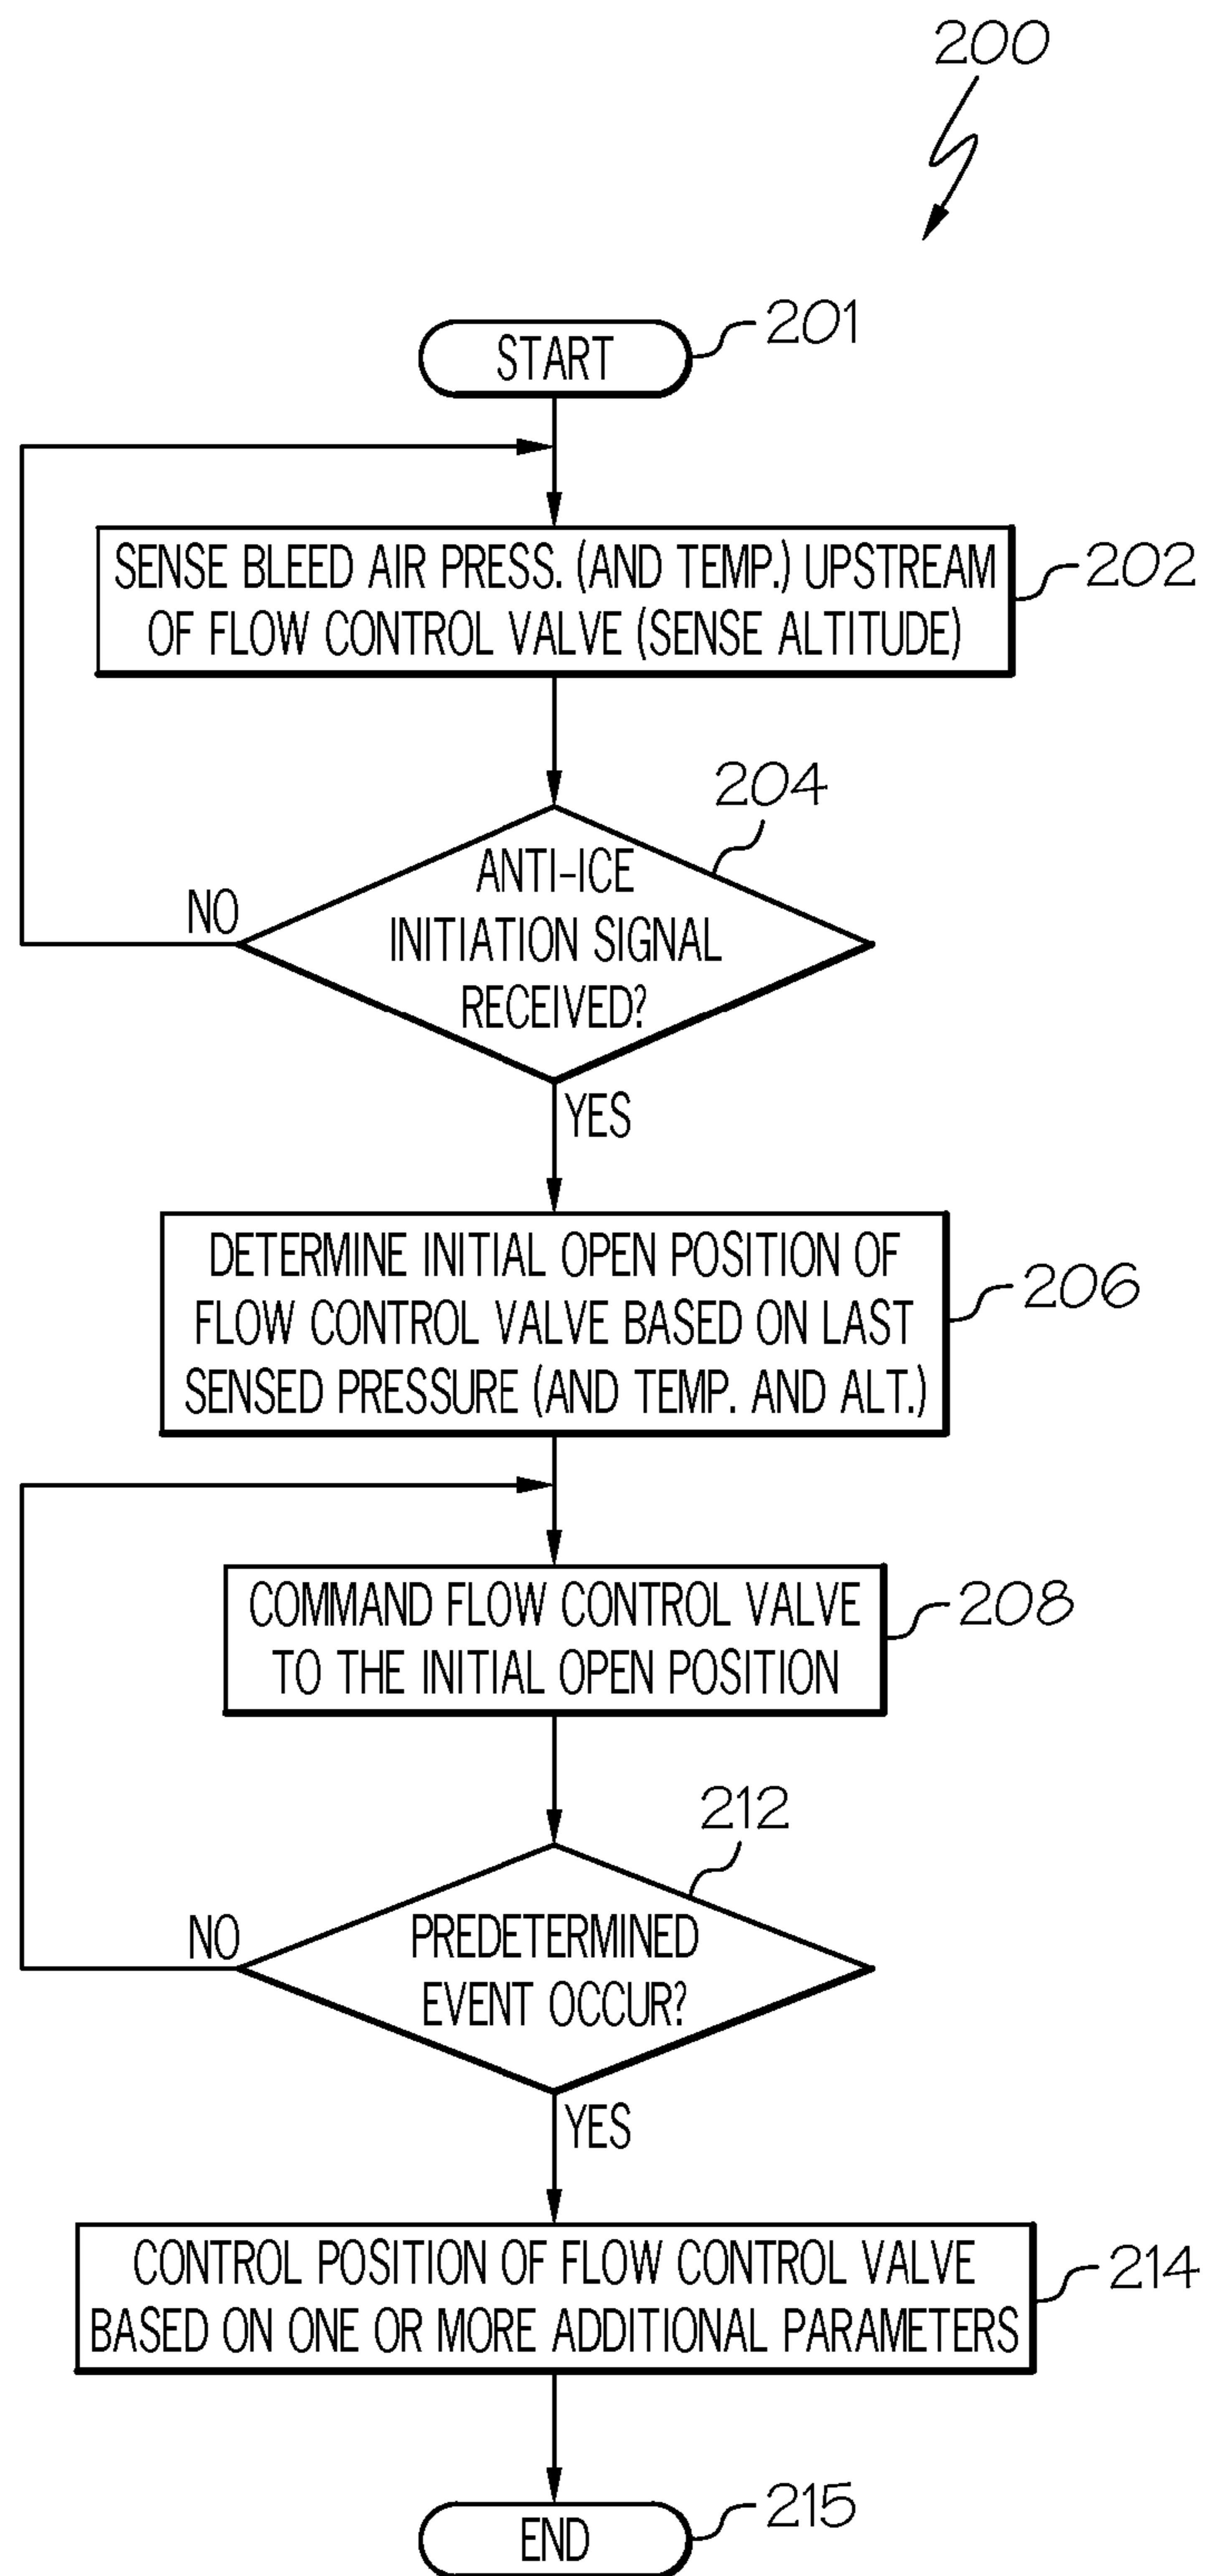 200
START
201
SENSE BLEED AIR PRESS. (AND TEMP.) UPSTREAM
OF FLOW CONTROL VALVE (SENSE ALTITUDE)
202
204
ANTI-ICE
INITIATION SIGNAL
RECEIVED?
NO
YES
DETERMINE INITIAL OPEN POSITION OF
FLOW CONTROL VALVE BASED ON LAST
SENSED PRESSURE (AND TEMP. AND ALT.)
206
COMMAND FLOW CONTROL VALVE
TO THE INITIAL OPEN POSITION
208
212
PREDETERMINED
EVENT OCCUR?
NO
YES
CONTROL POSITION OF FLOW CONTROL VALVE
BASED ON ONE OR MORE ADDITIONAL PARAMETERS
214
END
215